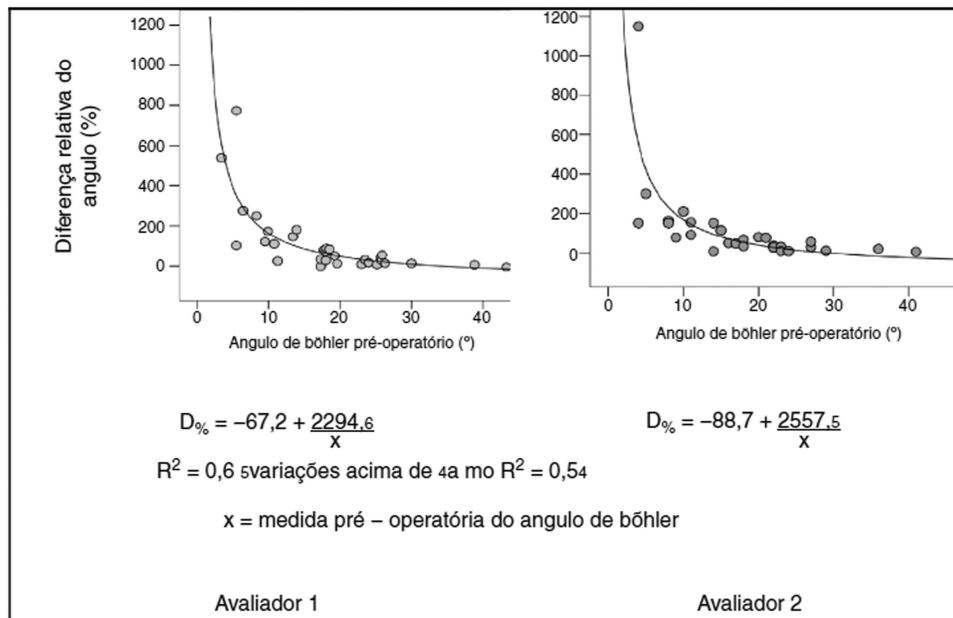 Diferença relativa do
angulo (%)
1200
1000
800
600
400
200
0
0 10 20 30 40
Angulo de böhler pré-operatório (º)
1200
1000
800
600
400
200
0
0 10 20 30 40
Angulo de böhler pré-operatório (º)
D% = −67,2 + 2294,6
x
D% = −88,7 + 2557,5
x
R² = 0,6 5variações acima de 4a mo R² = 0,54
x = medida pré – operatória do angulo de böhler
Avaliador 1
Avaliador 2